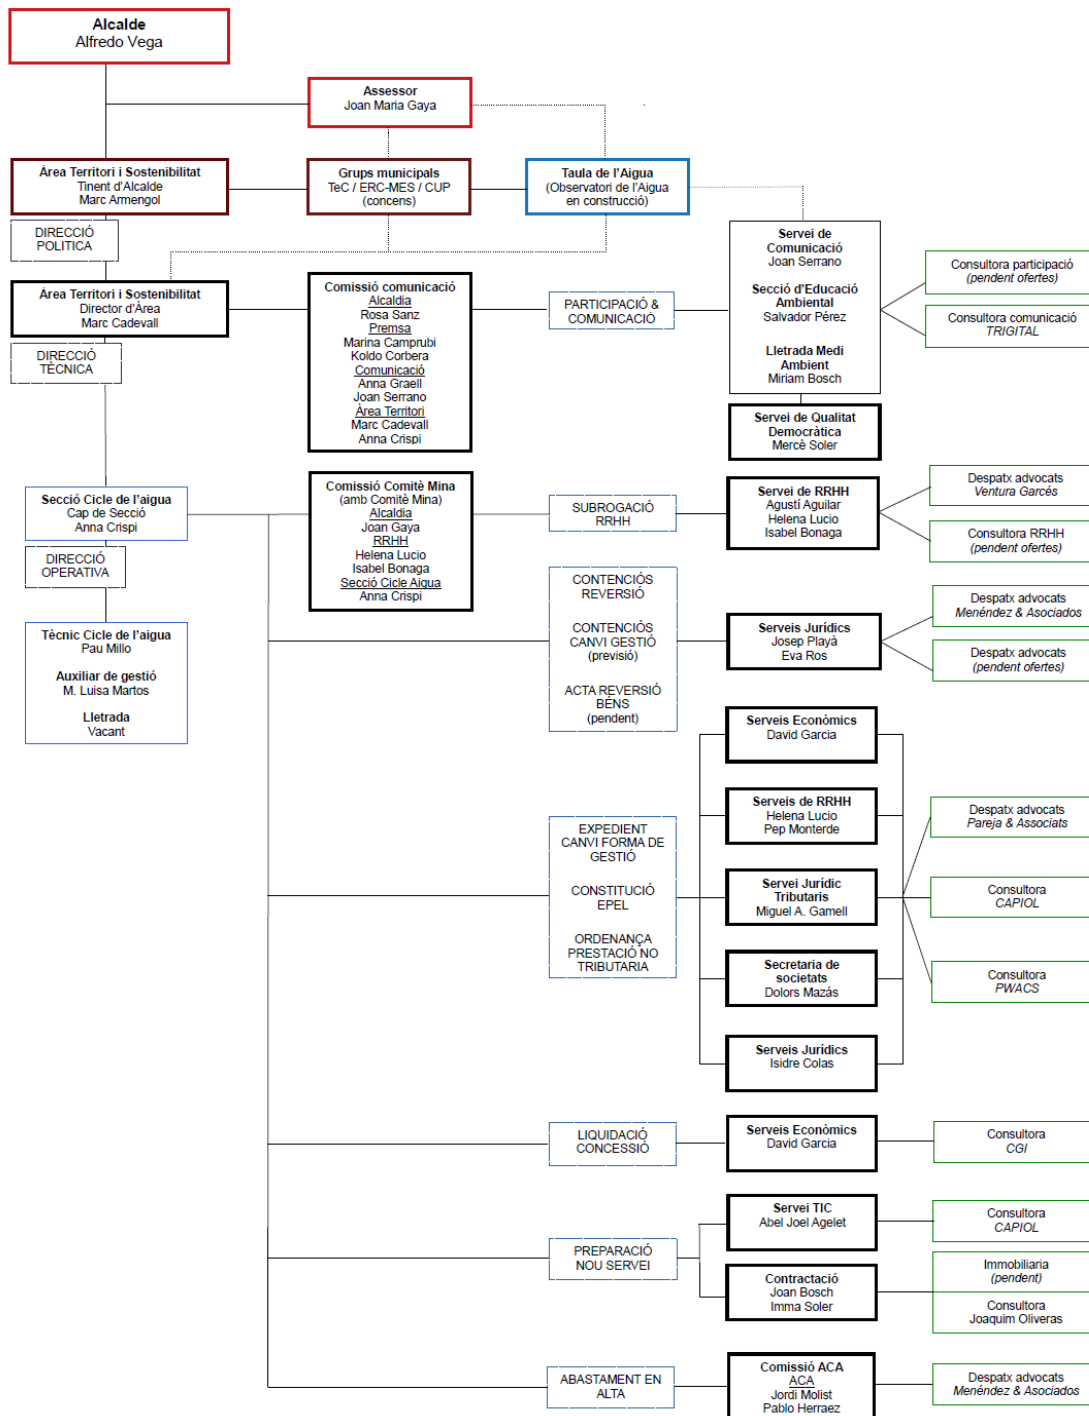 Alcalde
Alfredo Vega
Assessor
Joan Maria Gaya
Àrea Territori i Sostenibilitat
Tinent d'Alcalde
Marc Armengol
Grups municipals
TeC / ERC-MES / CUP
(concens)
Taula de l'Aigua
(Observatori de l'Aigua
en construcció)
DIRECCIÓ
POLITICA
Àrea Territori i Sostenibilitat
Director d'Àrea
Marc Cadevall
DIRECCIÓ
TÈCNICA
Comissió comunicació
Alcaldia
Rosa Sanz
Premsa
Marina Camprubi
Koldo Corbera
Comunicació
Anna Graell
Joan Serrano
Àrea Territori
Marc Cadevall
Anna Crispi
PARTICIPACIÓ &
COMUNICACIÓ
Servei de
Comunicació
Joan Serrano
Secció d'Educació
Ambiental
Salvador Pérez
Lletrada Medi
Ambient
Miriam Bosch
Servei de Qualitat
Democràtica
Mercè Soler
Consultora participació
(pendent ofertes)
Consultora comunicació
TRIGITAL
Secció Cicle de l'aigua
Cap de Secció
Anna Crispi
DIRECCIÓ
OPERATIVA
Tècnic Cicle de l'aigua
Pau Millo
Auxiliar de gestió
M. Luisa Martos
Lletrada
Vacant
Comissió Comitè Mina
(amb Comitè Mina)
Alcaldia
Joan Gaya
RRHH
Helena Lucio
Isabel Bonaga
Secció Cicle Aigua
Anna Crispi
SUBROGACIÓ
RRHH
Servei de RRHH
Agustí Aguilar
Helena Lucio
Isabel Bonaga
Despatx advocats
Ventura Garcés
Consultora RRHH
(pendent ofertes)
CONTENCIÓS
REVERSIÓ
CONTENCIÓS
CANVI GESTIÓ
(previsió)
ACTA REVERSIÓ
BÉNS
(pendent)
Serveis Jurídics
Josep Playà
Eva Ros
Despatx advocats
Menéndez & Asociados
Despatx advocats
(pendent ofertes)
EXPEDIENT
CANVI FORMA DE
GESTIÓ
CONSTITUCIÓ
EPEL
ORDENANÇA
PRESTACIÓ NO
TRIBUTARIA
Serveis Econòmics
David Garcia
Serveis de RRHH
Helena Lucio
Pep Monterde
Servei Jurídic
Tributaris
Miguel A. Gamell
Secretaria de
societats
Dolors Mazás
Serveis Jurídics
Isidre Colas
Despatx advocats
Pareja & Associats
Consultora
CAPIOL
Consultora
PWACS
LIQUIDACIÓ
CONCESSIÓ
Serveis Econòmics
David Garcia
Consultora
CGI
PREPARACIÓ
NOU SERVEI
Servei TIC
Abel Joel Agelet
Contractació
Joan Bosch
Imma Soler
Consultora
CAPIOL
Immobiliaria
(pendent)
Consultora
Joaquim Oliveras
ABASTAMENT EN
ALTA
Comissió ACA
ACA
Jordi Molist
Pablo Herraez
Despatx advocats
Menéndez & Asociados